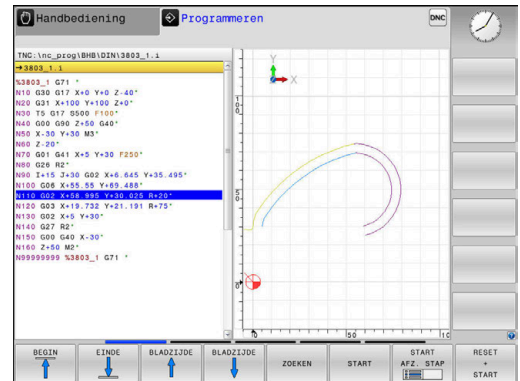 Handbediening
Programmeren
DNC
TNC:\nc_prog\BHB\DIN\3803_1.i
→3803_1.i
%3803_1 G71 *
N10 G30 G17 X+0 Y+0 Z-40*
N20 G31 X+100 Y+100 Z+0*
N30 T5 G17 S500 F100*
N40 G00 G90 Z+50 G40*
N50 X-30 Y+30 M3*
N60 Z-20*
N70 G01 G41 X+5 Y+30 F250*
N80 G26 R2*
N90 I+15 J+30 G02 X+6.645 Y+35.495*
N100 G06 X+55.55 Y+69.488*
N110 G02 X+58.995 Y+30.025 R+20*
N120 G03 X+19.732 Y+21.191 R+75*
N130 G02 X+5 Y+30*
N140 G27 R2*
N150 G00 G40 X-30*
N160 Z+50 M2*
N99999999 %3803_1 G71 *
Y
X
100
50
0
0
50
10
BEGIN
EINDE
BLADZIJDE
BLADZIJDE
ZOEKEN
START
START AFZ. STAP
RESET + START